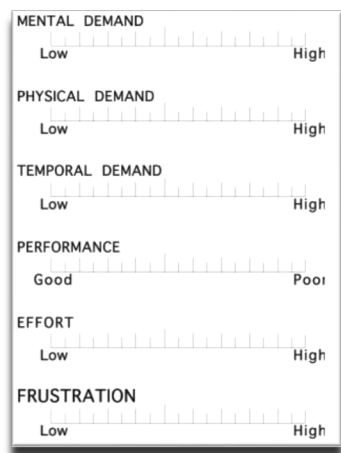 MENTAL DEMAND
Low High
PHYSICAL DEMAND
Low High
TEMPORAL DEMAND
Low High
PERFORMANCE
Good Poor
EFFORT
Low High
FRUSTRATION
Low High